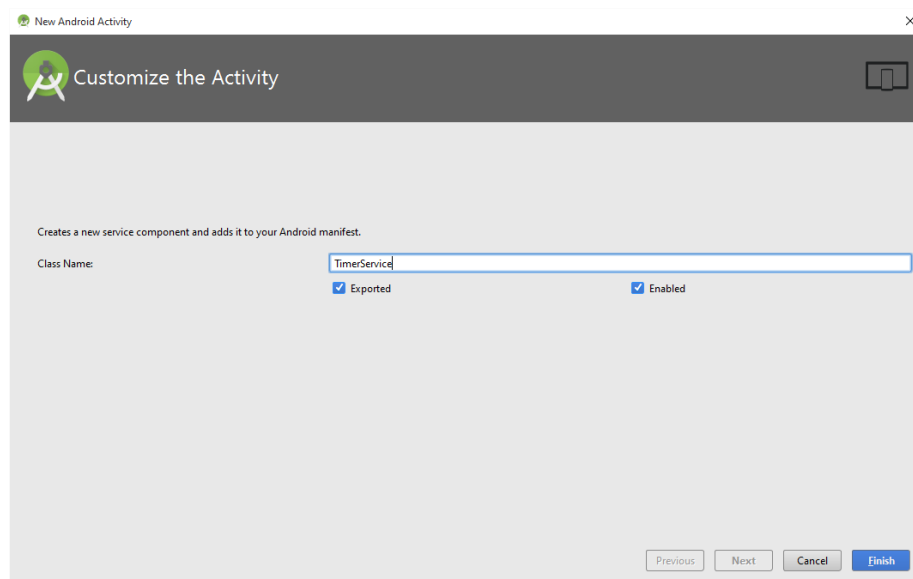 New Android Activity
Customize the Activity
Creates a new service component and adds it to your Android manifest.
Class Name: TimerService
Exported Enabled
Previous Next Cancel Finish